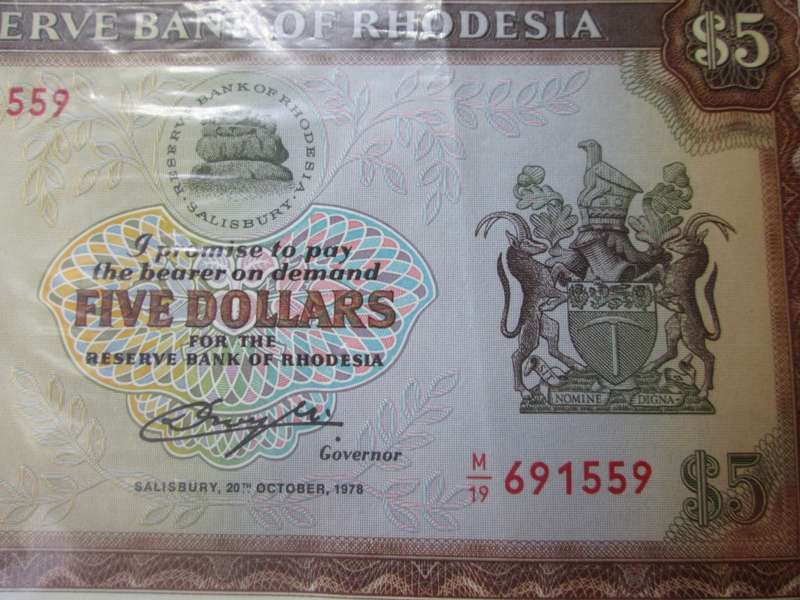 ERVE BANK OF RHODESIA
$5
559
RESERVE BANK OF RHODESIA
SALISBURY
I promise to pay
the bearer on demand
FIVE DOLLARS
FOR THE
RESERVE BANK OF RHODESIA
Governor
SALISBURY, 20TH OCTOBER, 1978
NOMINE DIGNA
M/19 691559
$5